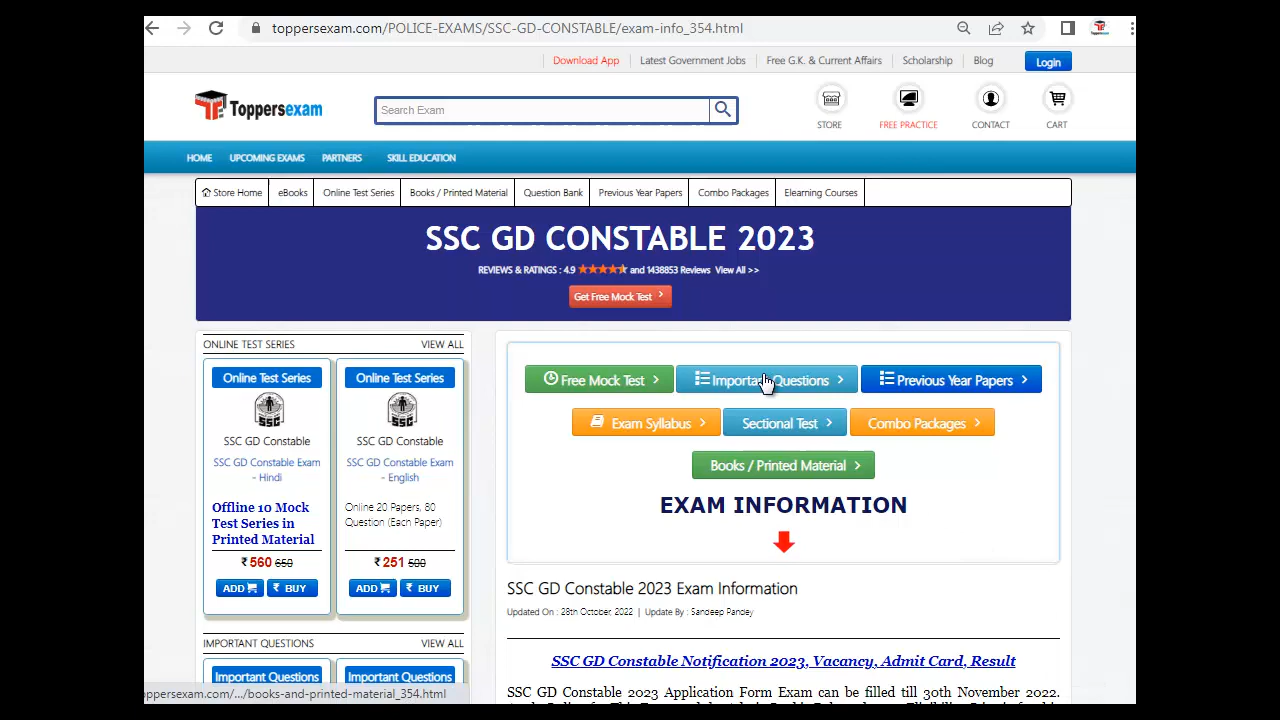 toppersexam.com/POLICE-EXAMS/SSC-GD-CONSTABLE/exam-info_354.html
Download App Latest Government Jobs Free G.K. & Current Affairs Scholarship Blog Login
Toppersexam
Search Exam
STORE FREE PRACTICE CONTACT CART
HOME UPCOMING EXAMS PARTNERS SKILL EDUCATION
Store Home eBooks Online Test Series Books / Printed Material Question Bank Previous Year Papers Combo Packages Elearning Courses
SSC GD CONSTABLE 2023
REVIEWS & RATINGS : 4.9 and 1438853 Reviews View All >>
Get Free Mock Test
ONLINE TEST SERIES VIEW ALL
Online Test Series
SSC GD Constable
SSC GD Constable Exam
- Hindi
Offline 10 Mock
Test Series in
Printed Material
₹ 560 650
ADD ₹ BUY
Online Test Series
SSC GD Constable
SSC GD Constable Exam
- English
Online 20 Papers, 80
Question (Each Paper)
₹ 251 500
ADD ₹ BUY
IMPORTANT QUESTIONS VIEW ALL
Important Questions Important Questions
toppersexam.com/.../books-and-printed-material_354.html
Free Mock Test Important Questions Previous Year Papers
Exam Syllabus Sectional Test Combo Packages
Books / Printed Material
EXAM INFORMATION
SSC GD Constable 2023 Exam Information
Updated On : 28th October, 2022 | Update By : Sandeep Pandey
SSC GD Constable Notification 2023, Vacancy, Admit Card, Result
SSC GD Constable 2023 Application Form Exam can be filled till 30th November 2022.